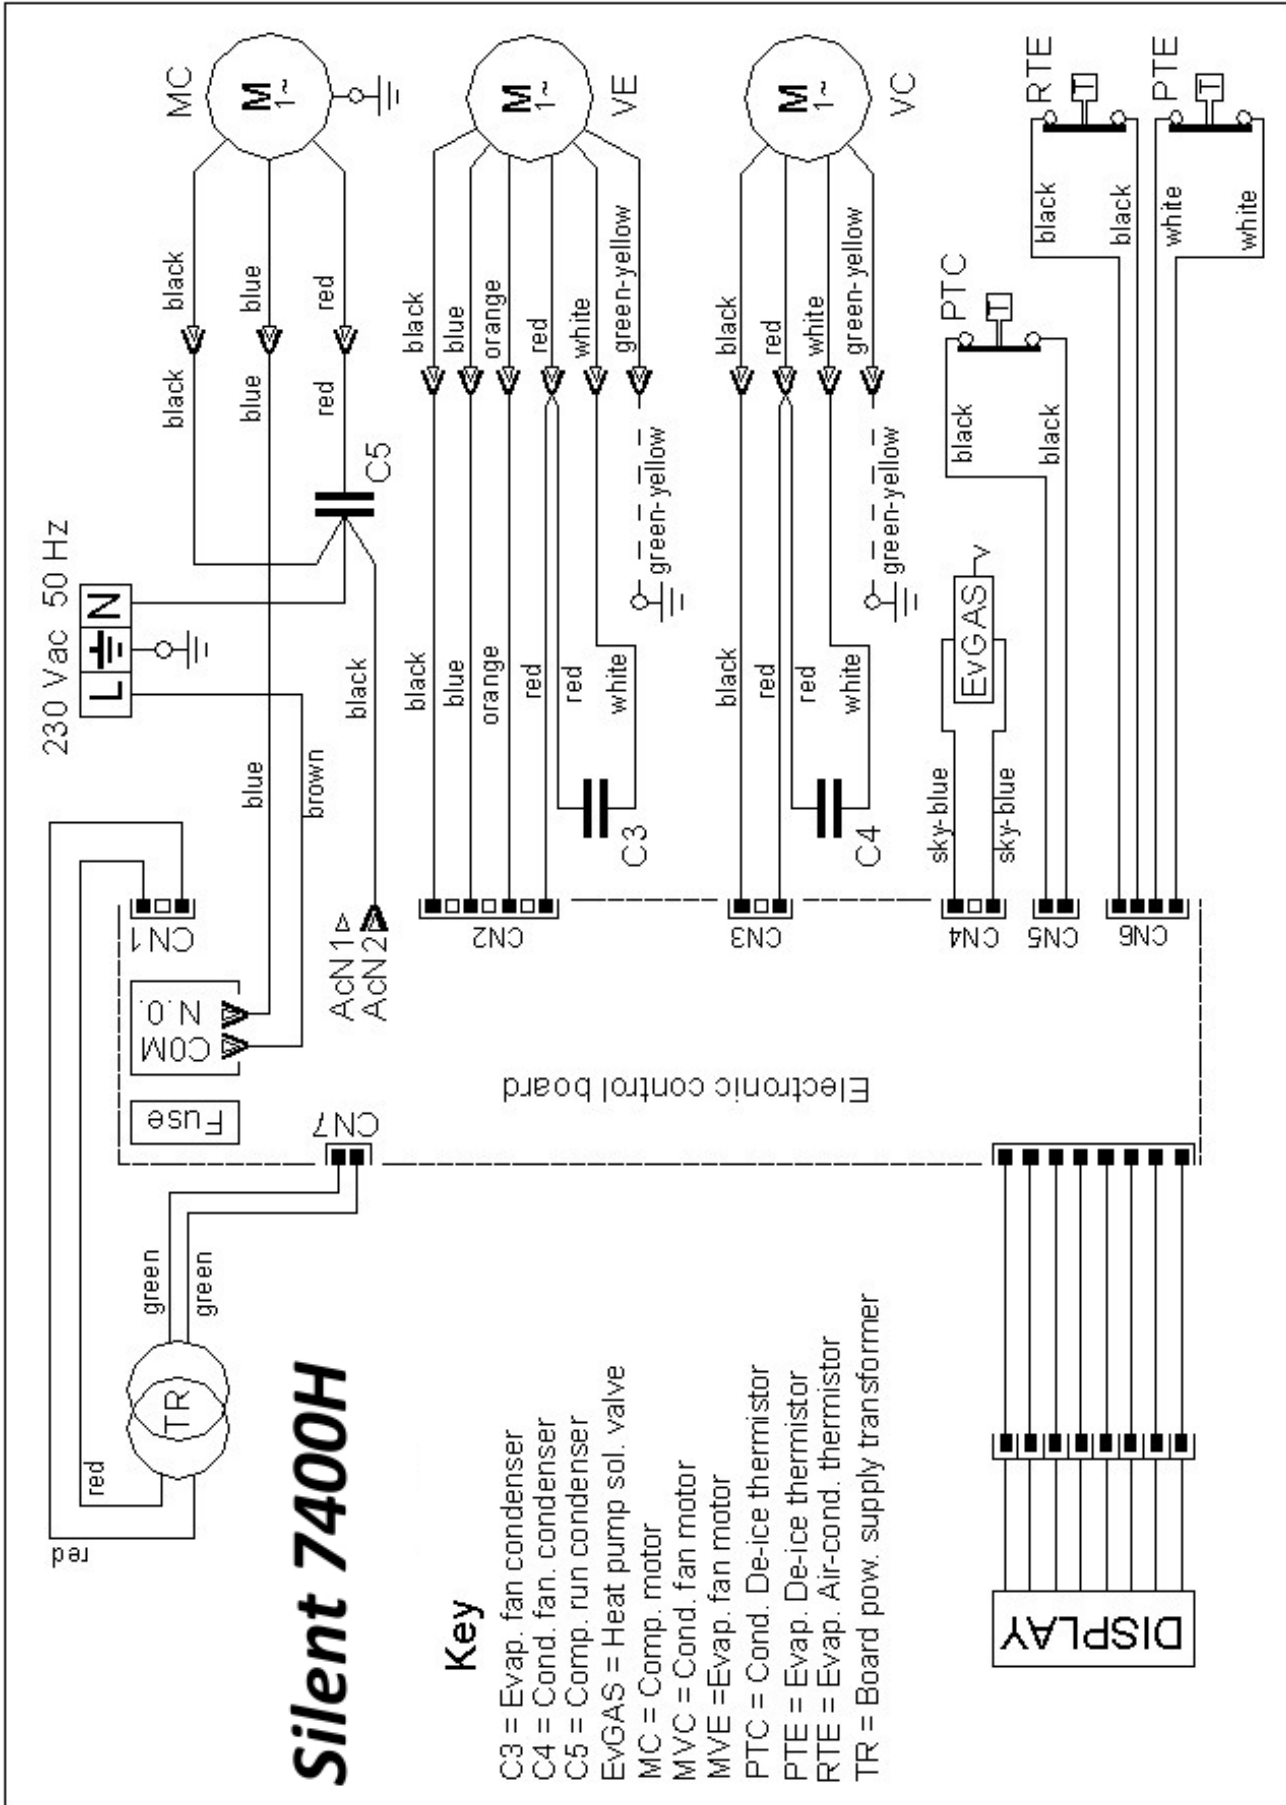 Silent 7400H
Key
C3 = Evap. fan condenser
C4 = Cond. fan. condenser
C5 = Comp. run condenser
EvGAS = Heat pump sol. valve
MC = Comp. motor
MVC = Cond. fan motor
MVE =Evap. fan motor
PTC = Cond. De-ice thermistor
PTE = Evap. De-ice thermistor
RTE = Evap. Air-cond. thermistor
TR = Board pow. supply transformer
red
red
TR
green
green
DISPLAY
Fuse
COM
N.O.
CN7
Electronic control board
CN1
AcN1
AcN2
CN2
CN3
CN4
CN5
CN6
230 Vac 50 Hz
L
N
blue
brown
black
C5
black
black
blue
blue
red
red
MC
M
1~
black
black
blue
blue
orange
orange
red
red
red
white
white
green-yellow
green-yellow
C3
VE
M
1~
black
black
red
red
red
white
white
green-yellow
green-yellow
C4
VC
M
1~
sky-blue
sky-blue
EvGAS
black
black
PTC
T
black
black
RTE
T
white
white
PTE
T